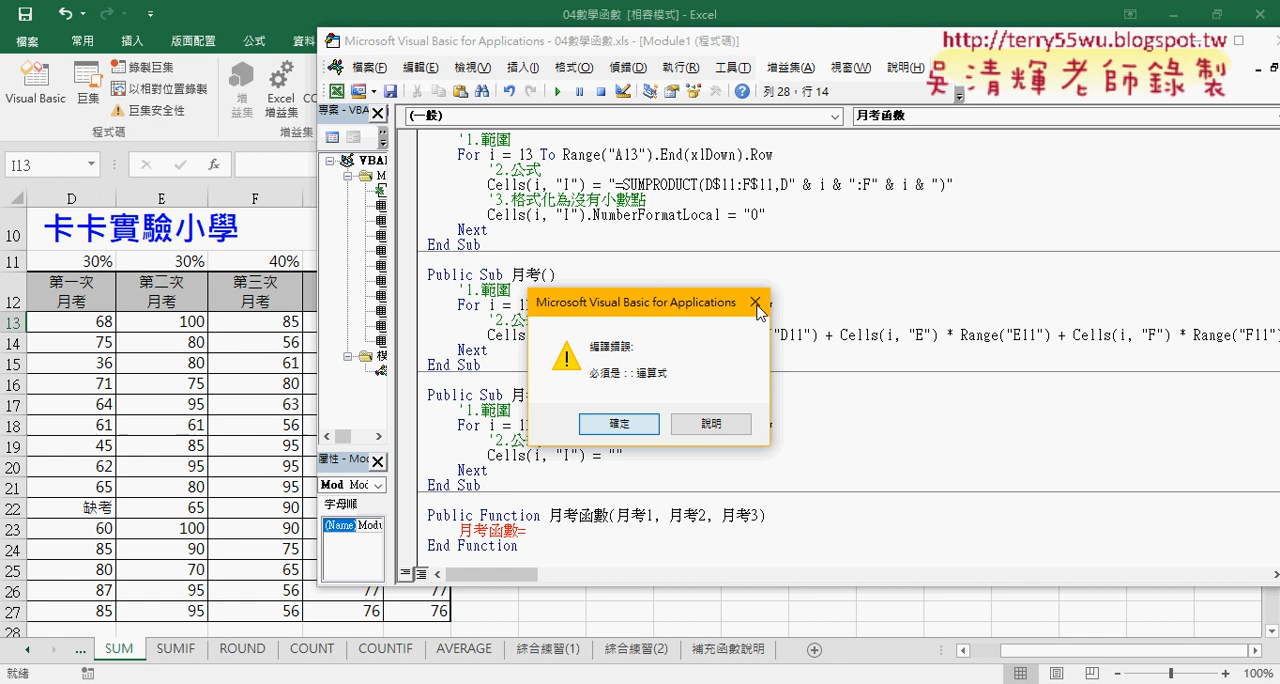 04數學函數 [相容模式] - Excel
檔案 常用 插入 版面配置 公式 資料
Microsoft Visual Basic for Applications - 04數學函數.xls - [Module1 (程式碼)]
http://terry55wu.blogspot.tw
吳清輝老師錄製
檔案(F) 編輯(E) 檢視(V) 插入(I) 格式(O) 偵錯(D) 執行(R) 工具(T) 增益集(A) 視窗(W) 說明(H)
Visual Basic 巨集 錄製巨集
以相對位置錄製
巨集安全性
增益集 Excel 增益集
程式碼 增益集
列 28，行 14
專案 - VBA
(一般) 月考函數
I13
VBA
'1.範圍
For i = 13 To Range("A13").End(xlDown).Row
'2.公式
Cells(i, "I") = "=SUMPRODUCT(D$11:F$11,D" & i & ":F" & i & ")"
'3.格式化為沒有小數點
Cells(i, "I").NumberFormatLocal = "0"
Next
End Sub
Public Sub 月考()
'1.範圍
For i = 1
'2.公
Cells D11") + Cells(i, "E") * Range("E11") + Cells(i, "F") * Range("F11")
Next
End Sub
Public Sub 月
'1.範圍
For i = 1
'2.公
Cells(i, "I") = ""
Next
End Sub
Public Function 月考函數(月考1, 月考2, 月考3)
月考函數=
End Function
Microsoft Visual Basic for Applications
編譯錯誤:
必須是: : 運算式
確定 說明
屬性 - Mod
Mod Mod
字母順
(Name) Modu
D E F
10 卡卡實驗小學
11 30% 30% 40%
12 第一次月考 第二次月考 第三次月考
13 68 100 85
14 75 80 56
15 36 80 61
16 71 75 80
17 64 95 63
18 61 61 56
19 45 85 95
20 62 95 95
21 65 80 95
22 缺考 65 90
23 60 100 90
24 85 90 75
25 80 70 65
26 87 95 56 77 77
27 85 95 56 76 76
28
... SUM SUMIF ROUND COUNT COUNTIF AVERAGE 綜合練習(1) 綜合練習(2) 補充函數說明
就緒 100%